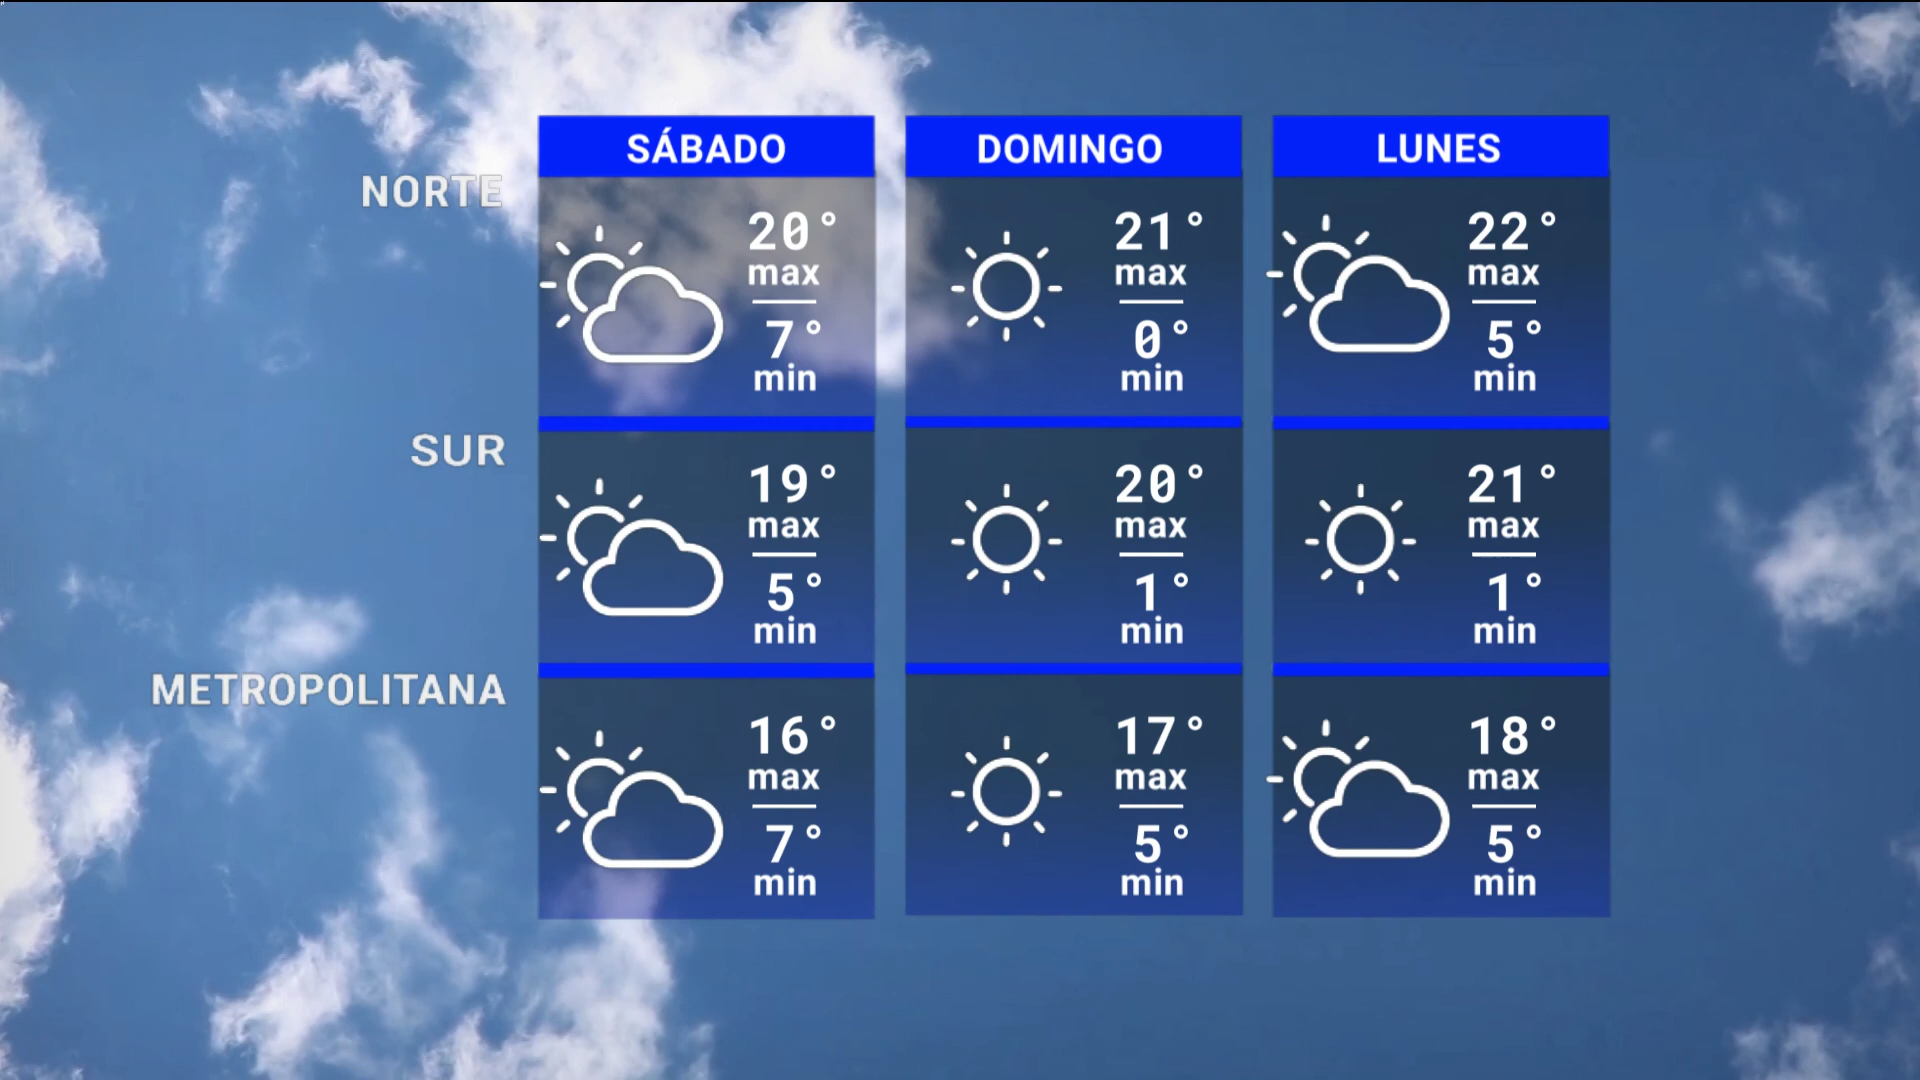 SÁBADO
DOMINGO
LUNES
NORTE
20°
max
7°
min
21°
max
0°
min
22°
max
5°
min
SUR
19°
max
5°
min
20°
max
1°
min
21°
max
1°
min
METROPOLITANA
16°
max
7°
min
17°
max
5°
min
18°
max
5°
min